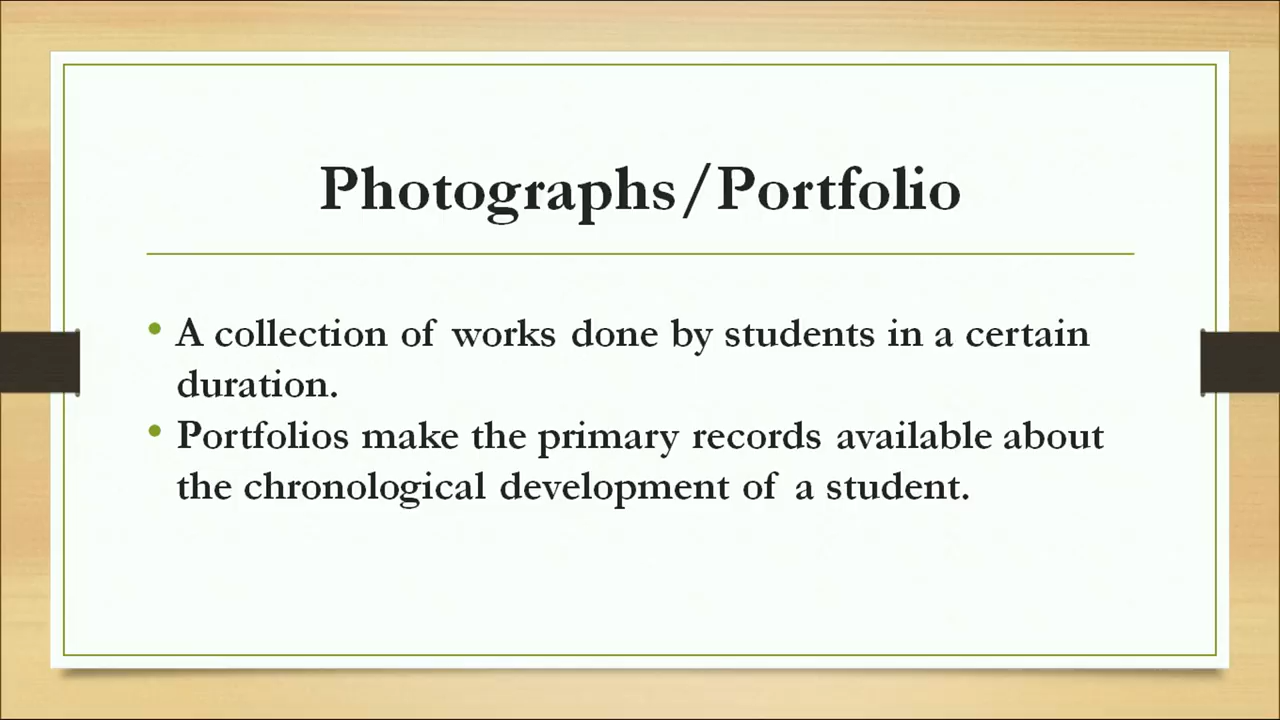 Photographs/Portfolio
• A collection of works done by students in a certain
duration.
• Portfolios make the primary records available about
the chronological development of a student.